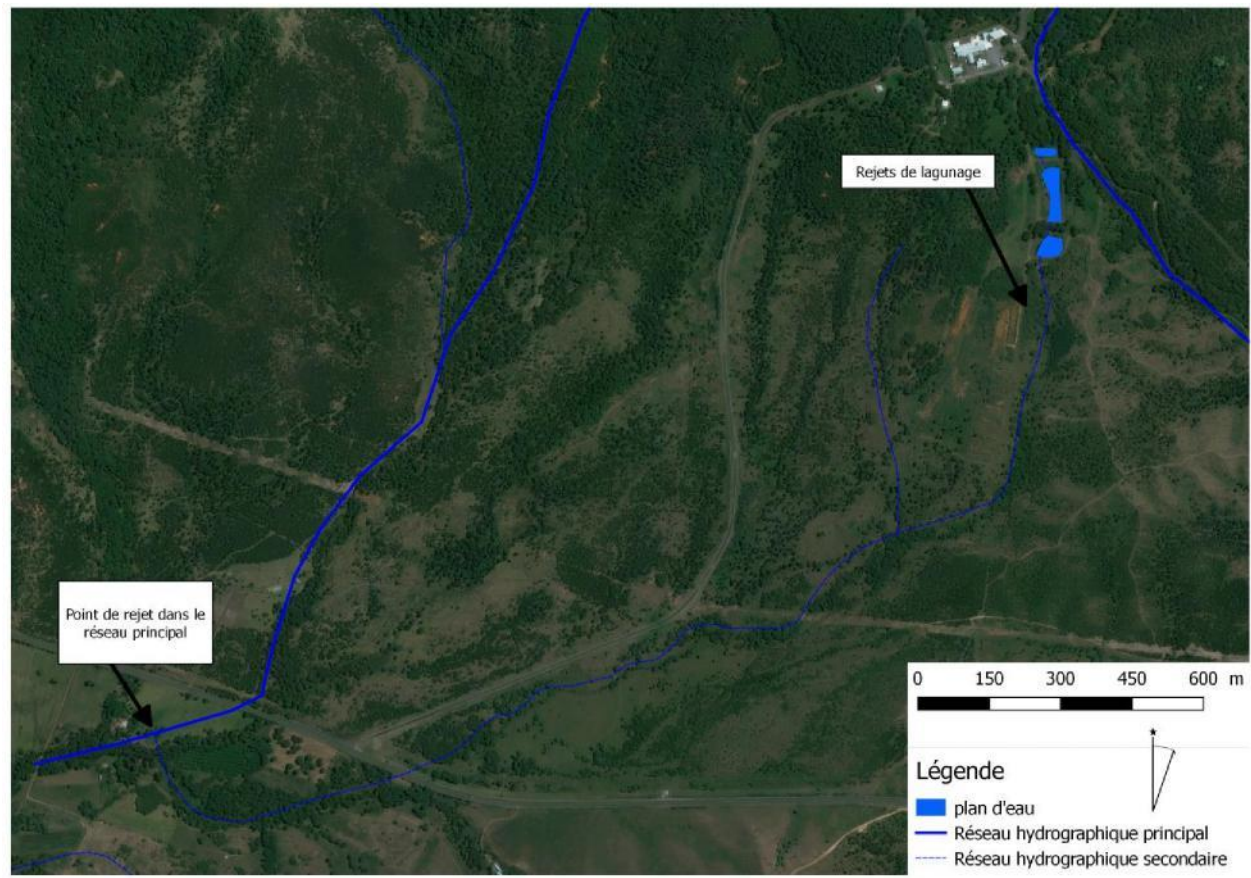 Rejets de lagunage
Point de rejet dans le
réseau principal
0 150 300 450 600 m
Légende
plan d'eau
Réseau hydrographique principal
Réseau hydrographique secondaire